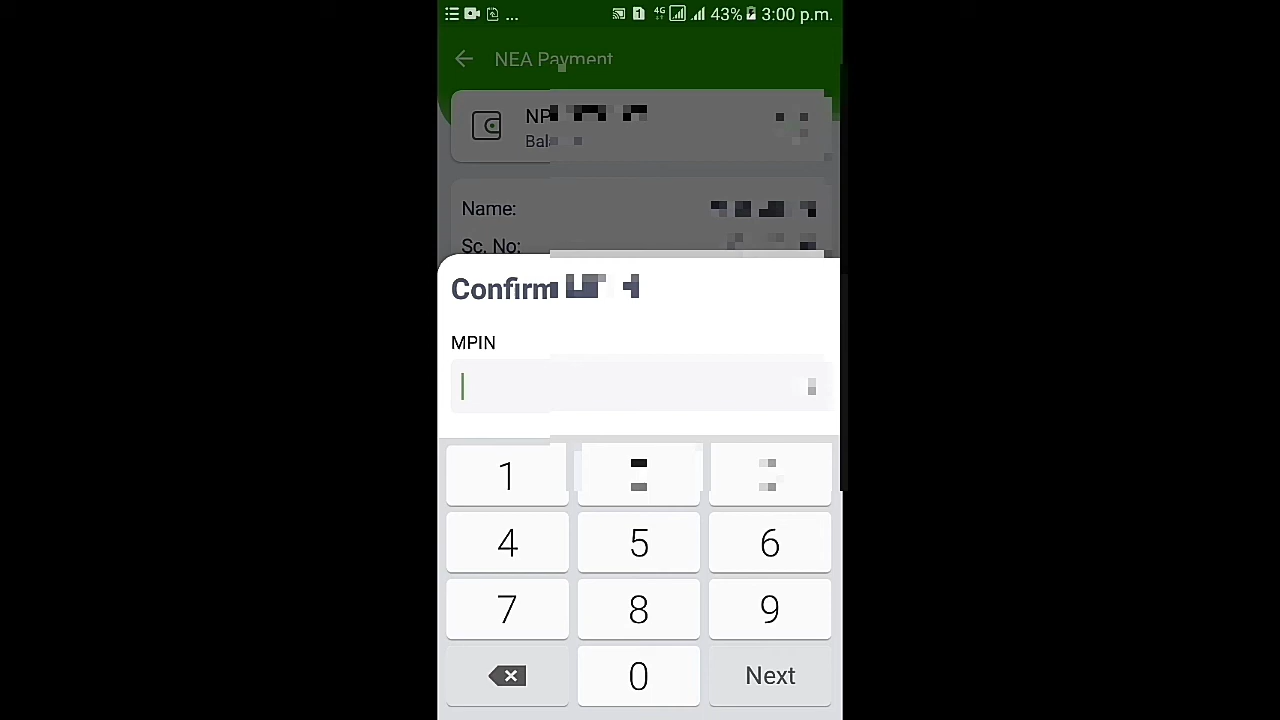 ... 4G 43% 3:00 p.m.
NEA Payment
Name:
Sc. No:
Confirm
MPIN
1
4 5 6
7 8 9
0 Next